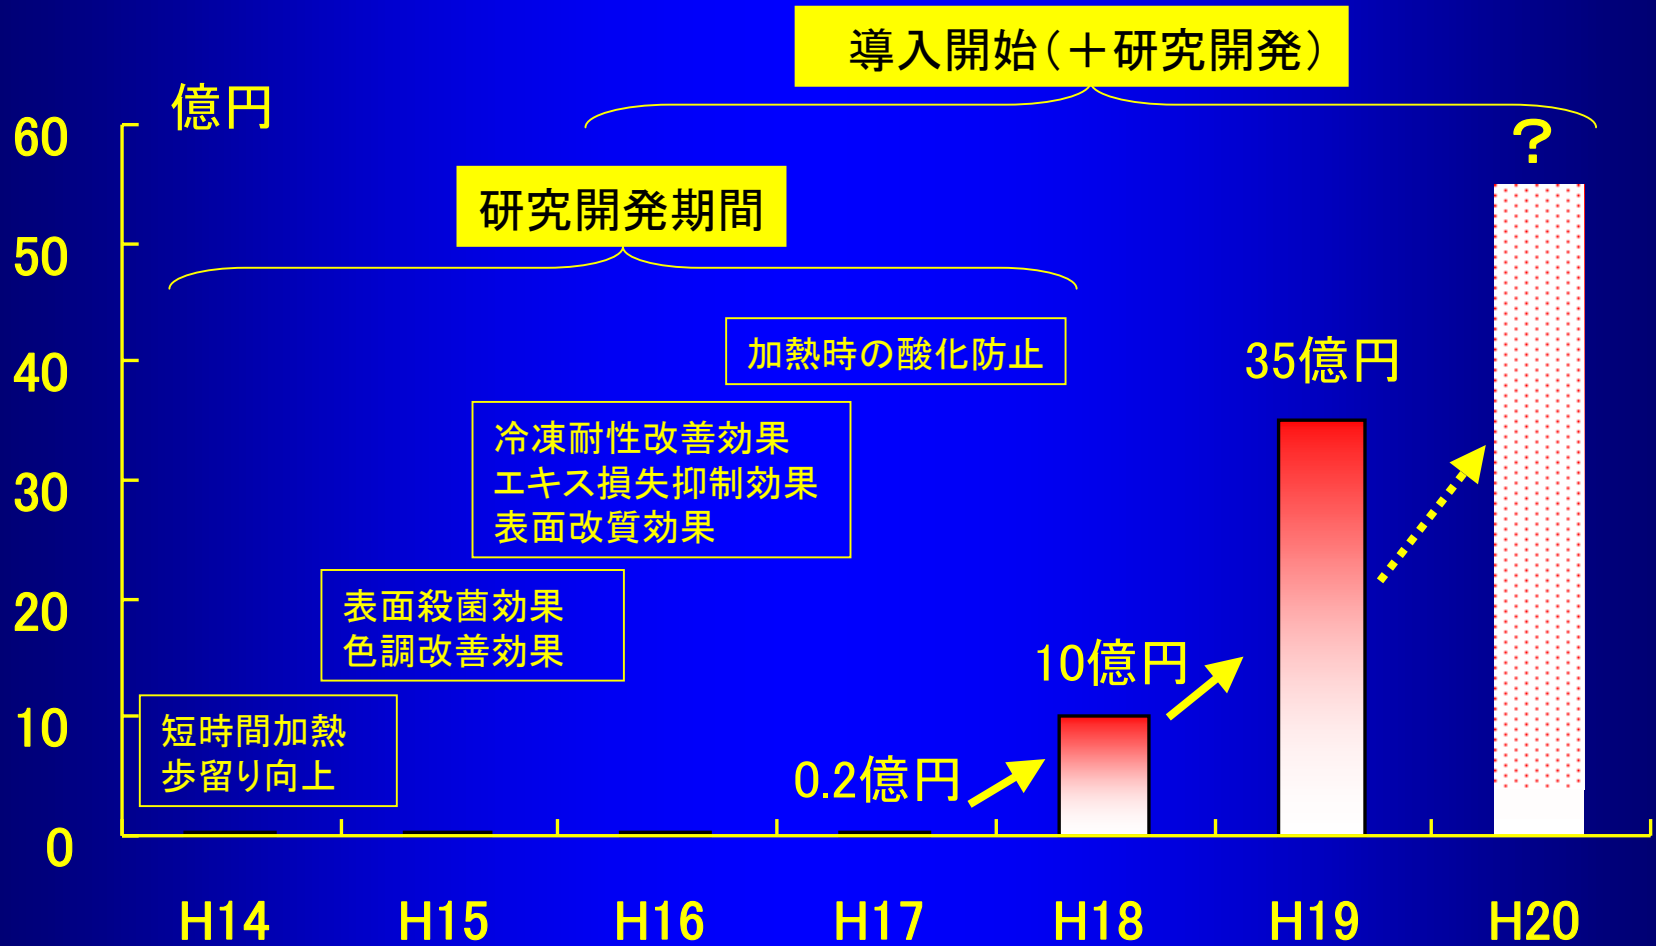 導入開始(+研究開発)
億円
60
50
40
30
20
10
0
?
研究開発期間
加熱時の酸化防止
35億円
冷凍耐性改善効果
エキス損失抑制効果
表面改質効果
表面殺菌効果
色調改善効果
10億円
短時間加熱
歩留り向上
0.2億円
H14 H15 H16 H17 H18 H19 H20